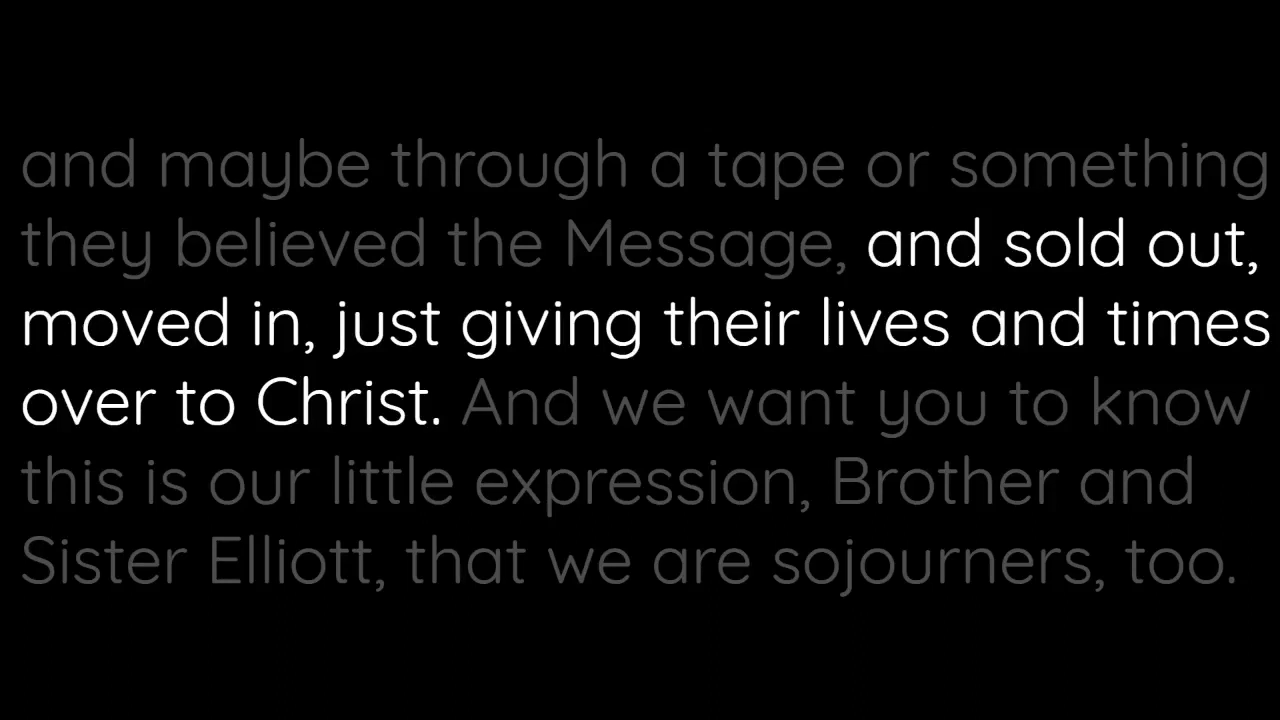 and maybe through a tape or something
they believed the Message, and sold out,
moved in, just giving their lives and times
over to Christ. And we want you to know
this is our little expression, Brother and
Sister Elliott, that we are sojourners, too.